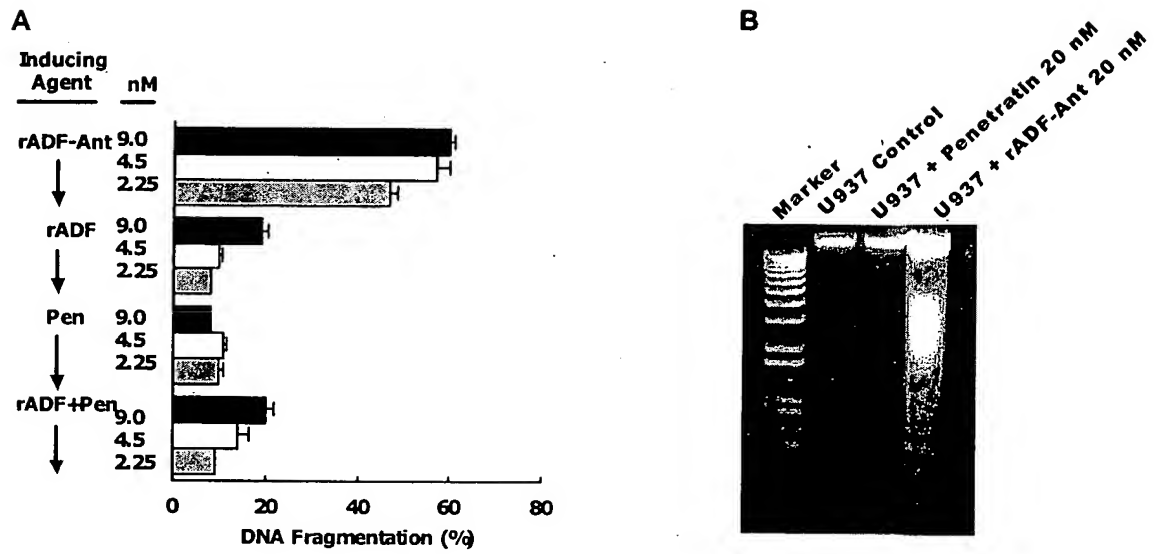 A
Inducing
Agent
nM
rADF-Ant
9.0
4.5
2.25
rADF
9.0
4.5
2.25
Pen
9.0
4.5
2.25
rADF+Pen
9.0
4.5
2.25
0
20
40
60
80
DNA Fragmentation (%)
B
Marker
U937 Control
U937 + Penetratin 20 nM
U937 + rADF-Ant 20 nM